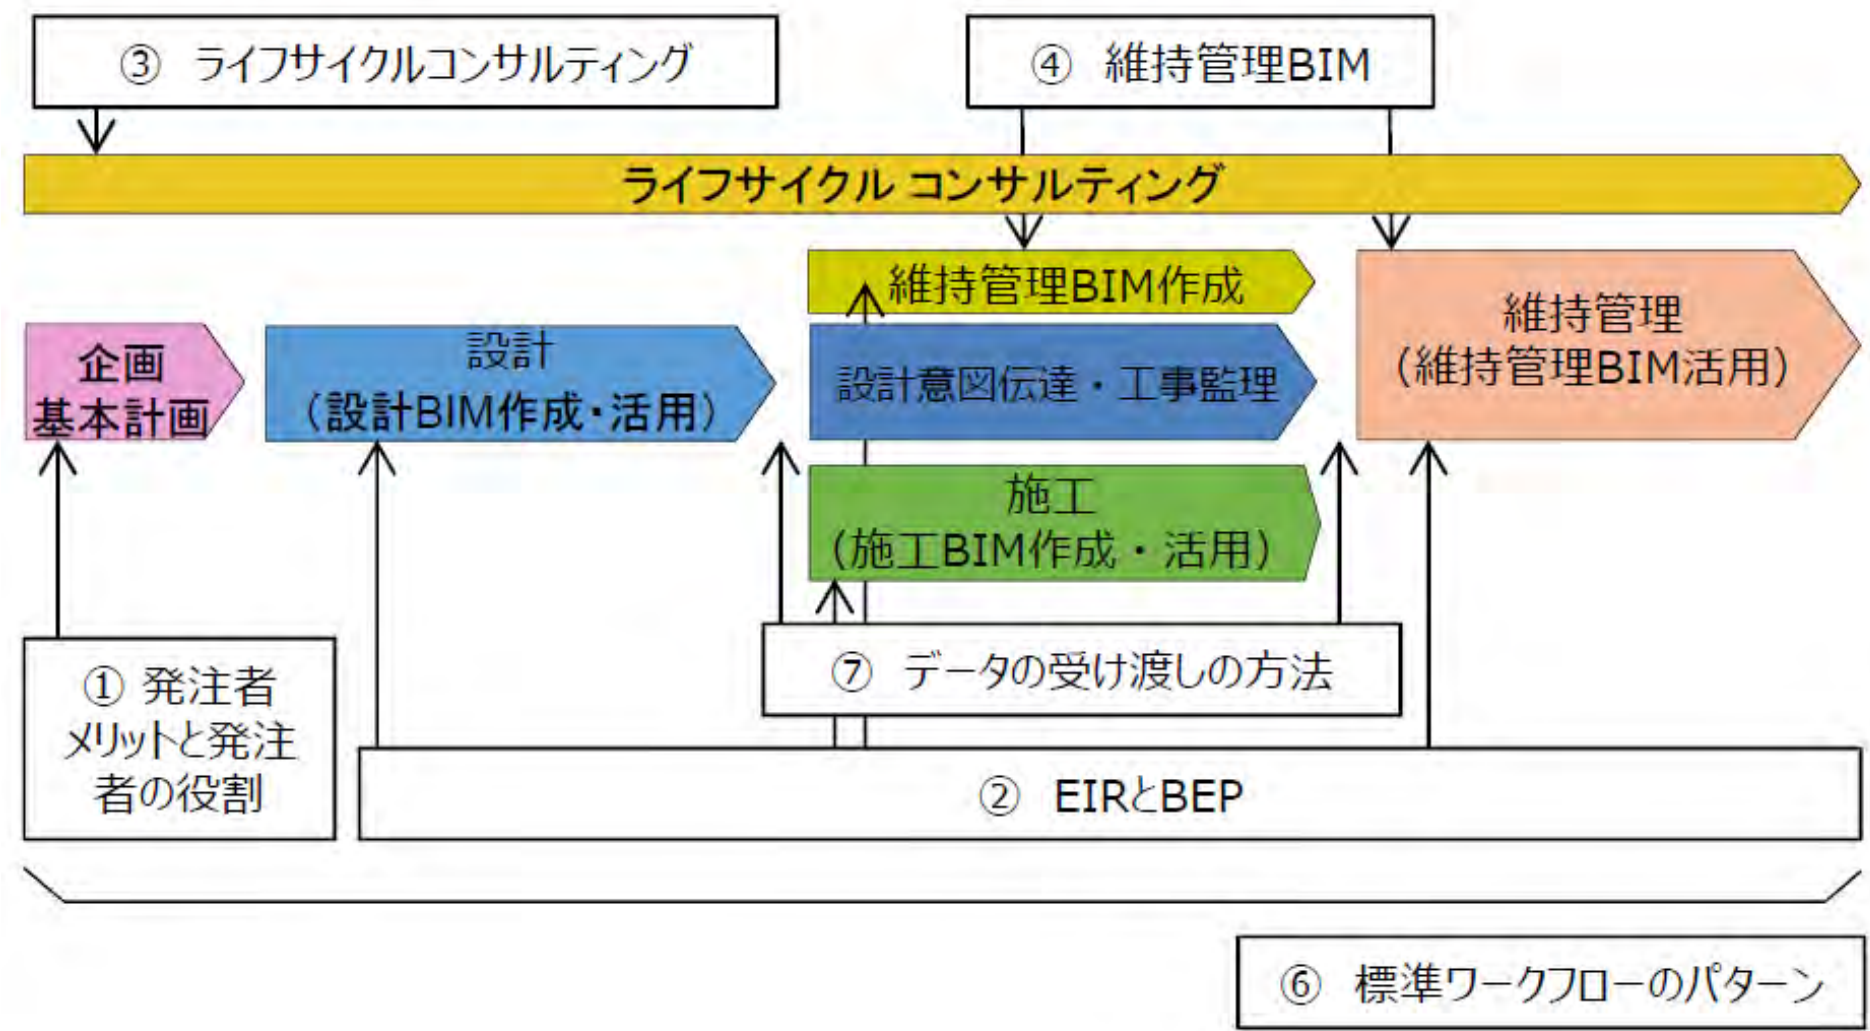 ③ ライフサイクルコンサルティング
④ 維持管理BIM
ライフサイクル コンサルティング
維持管理BIM作成
企画
基本計画
設計
（設計BIM作成・活用）
設計意図伝達・工事監理
維持管理
（維持管理BIM活用）
施工
（施工BIM作成・活用）
① 発注者
メリットと発注
者の役割
⑦ データの受け渡しの方法
② EIRとBEP
⑥ 標準ワークフローのパターン